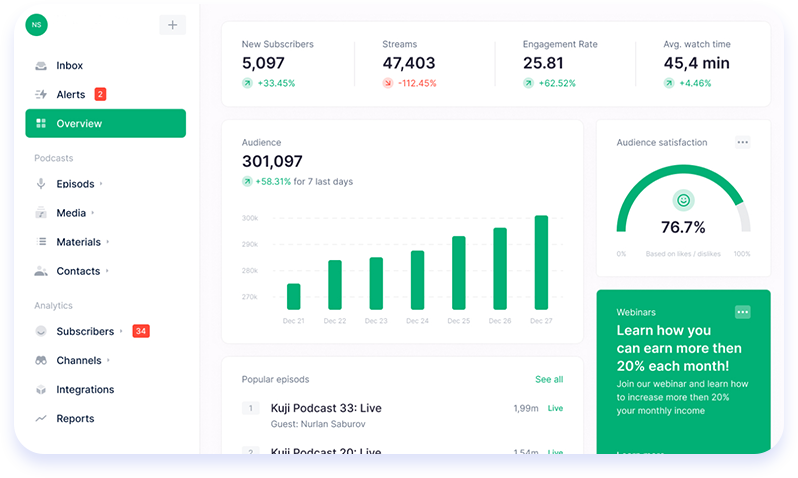 NS
Inbox
Alerts 2
Overview
Podcasts
Episods
Media
Materials
Contacts
Analytics
Subscribers 34
Channels
Integrations
Reports
New Subscribers
5,097
+33.45%
Streams
47,403
-112.45%
Engagement Rate
25.81
+62.52%
Avg. watch time
45,4 min
+4.46%
Audience
301,097
+58.31% for 7 last days
300k
290k
280k
270k
Dec 21 Dec 22 Dec 23 Dec 24 Dec 25 Dec 26 Dec 27
Audience satisfaction
76.7%
0% Based on likes / dislikes 100%
Webinars
Learn how you
can earn more then
20% each month!
Join our webinar and learn how
to increase more then 20%
your monthly income
Learn more
Popular episods See all
1 Kuji Podcast 33: Live 1,99m Live
Guest: Nurlan Saburov
2 Kuji Podcast 20: Live 1,54m Live